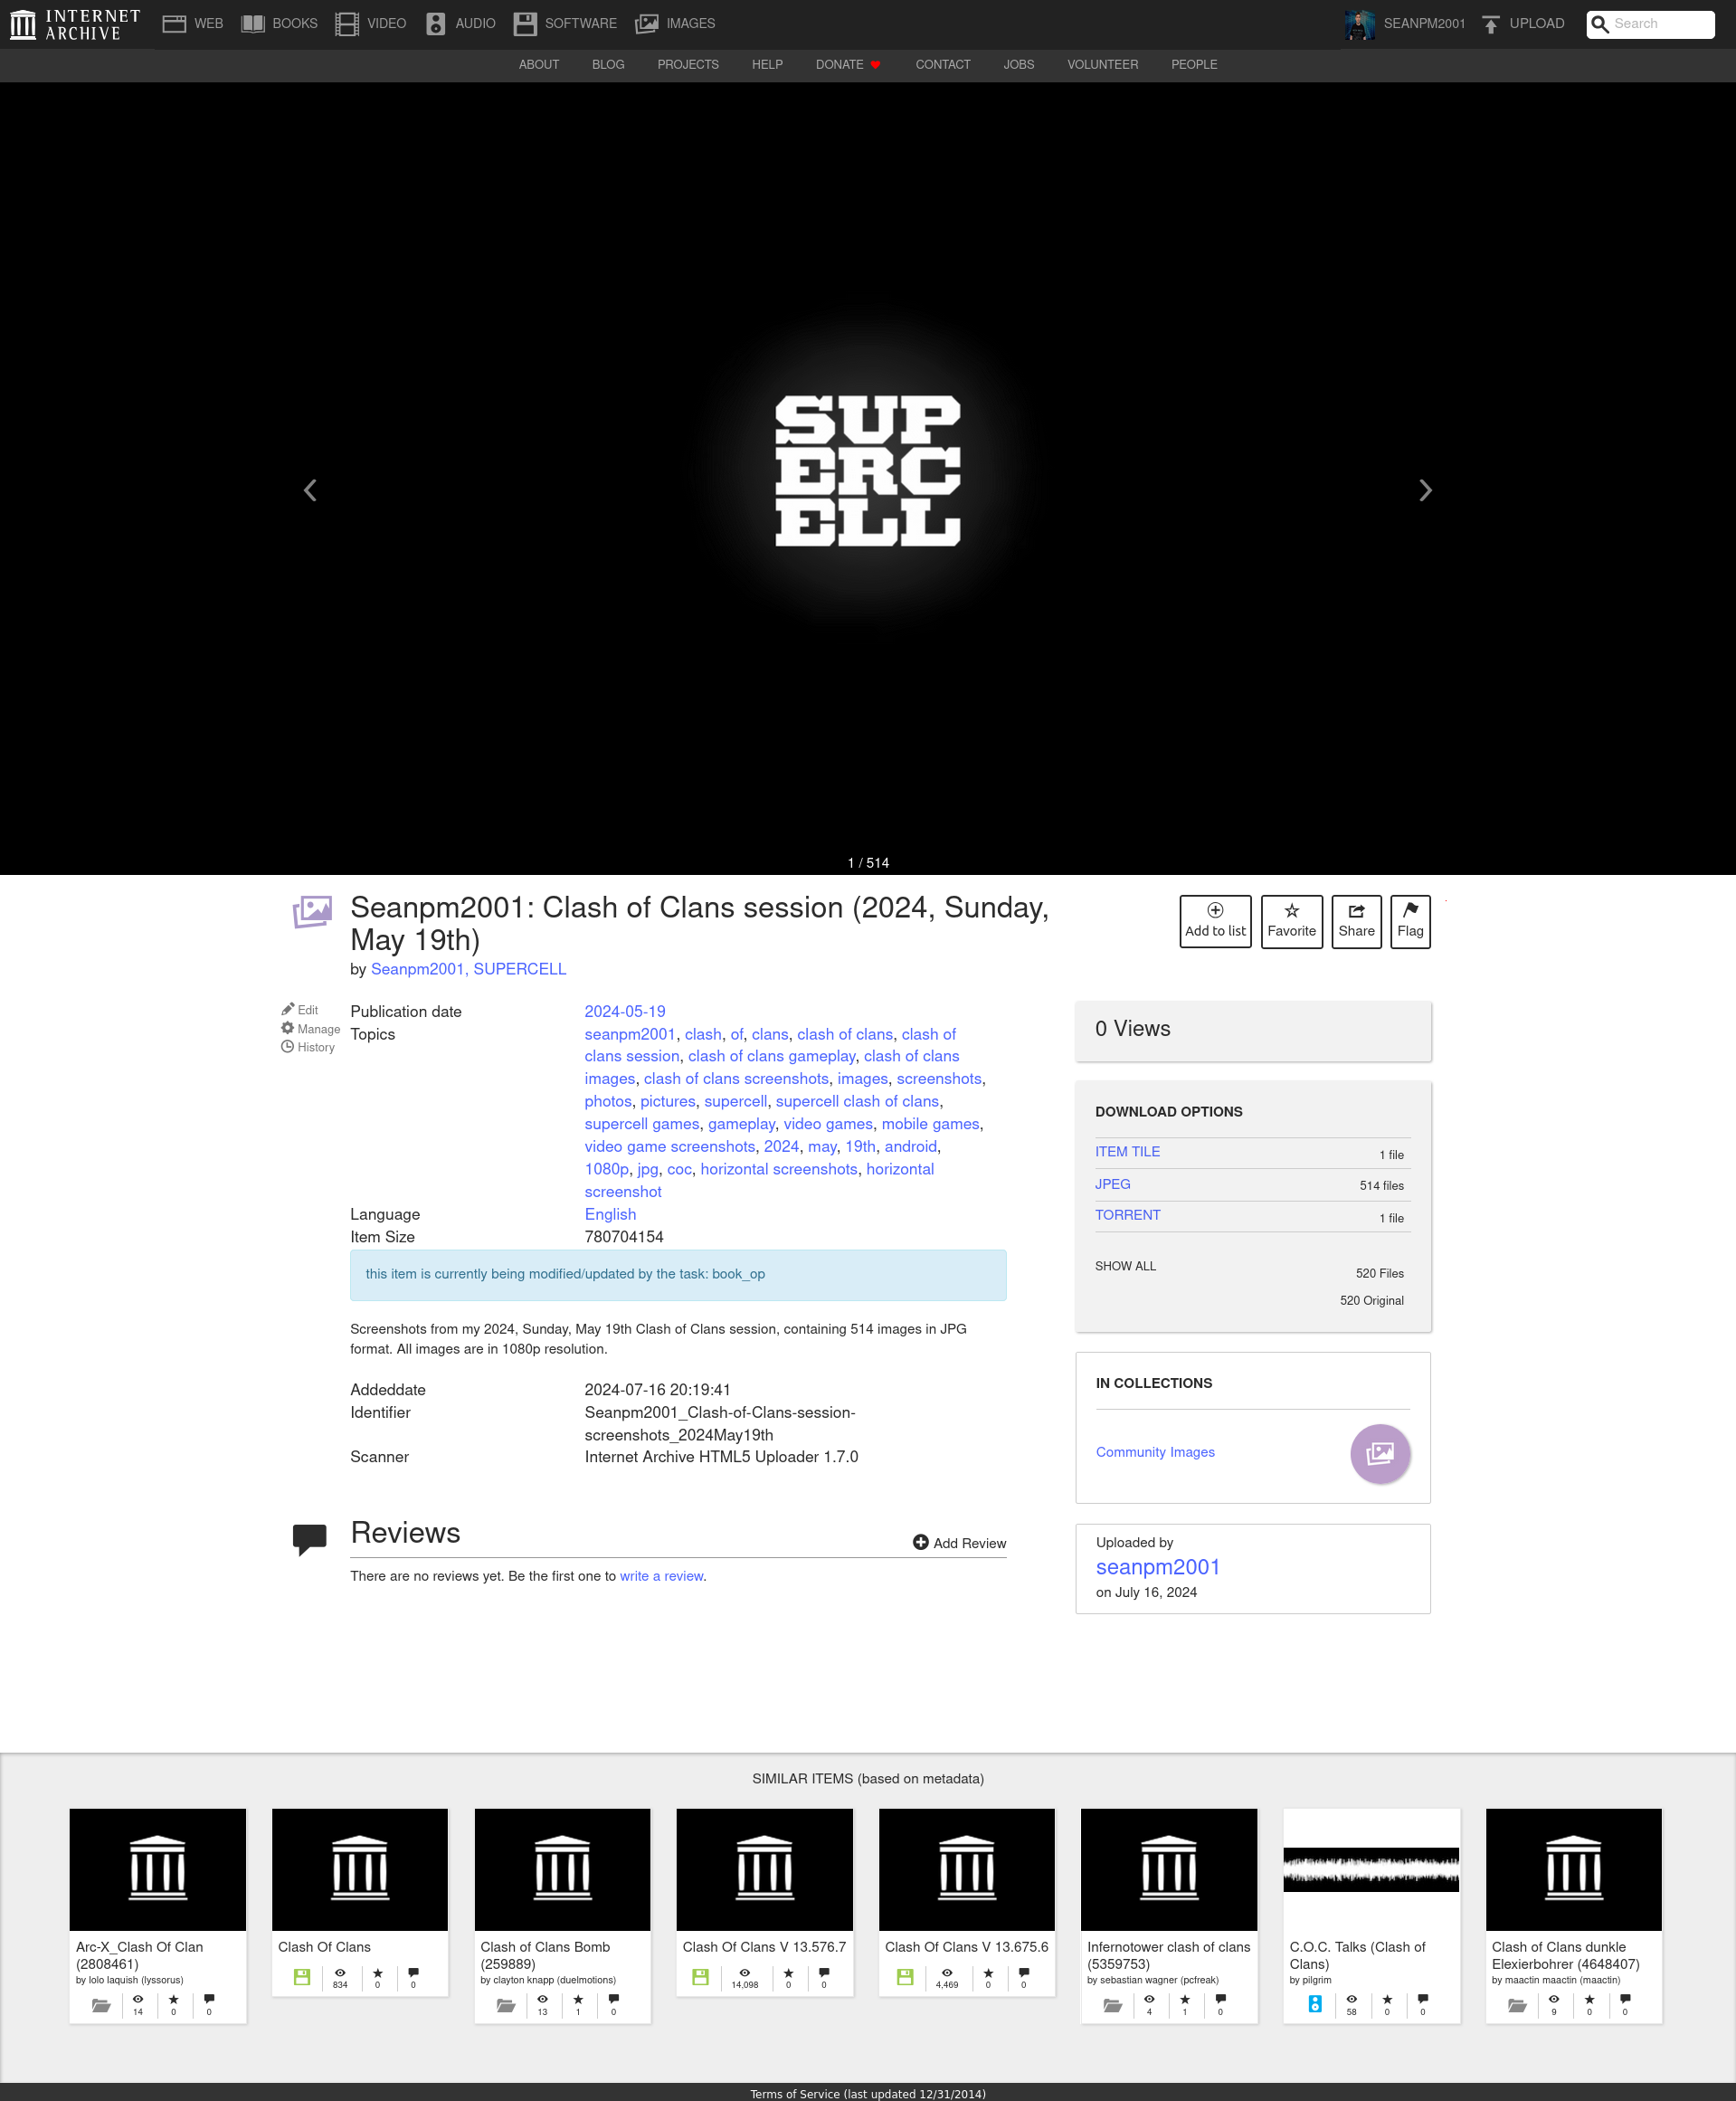 INTERNET
ARCHIVE
WEB BOOKS VIDEO AUDIO SOFTWARE IMAGES SEANPM2001 UPLOAD Search
ABOUT BLOG PROJECTS HELP DONATE CONTACT JOBS VOLUNTEER PEOPLE
SUP
ERC
ELL
1 / 514
Seanpm2001: Clash of Clans session (2024, Sunday,
May 19th)
by Seanpm2001, SUPERCELL
Add to list Favorite Share Flag
Edit
Manage
History
Publication date 2024-05-19
Topics seanpm2001, clash, of, clans, clash of clans, clash of
clans session, clash of clans gameplay, clash of clans
images, clash of clans screenshots, images, screenshots,
photos, pictures, supercell, supercell clash of clans,
supercell games, gameplay, video games, mobile games,
video game screenshots, 2024, may, 19th, android,
1080p, jpg, coc, horizontal screenshots, horizontal
screenshot
Language English
Item Size 780704154
this item is currently being modified/updated by the task: book_op
Screenshots from my 2024, Sunday, May 19th Clash of Clans session, containing 514 images in JPG
format. All images are in 1080p resolution.
Addeddate 2024-07-16 20:19:41
Identifier Seanpm2001_Clash-of-Clans-session-
screenshots_2024May19th
Scanner Internet Archive HTML5 Uploader 1.7.0
Reviews
Add Review
There are no reviews yet. Be the first one to write a review.
0 Views
DOWNLOAD OPTIONS
ITEM TILE 1 file
JPEG 514 files
TORRENT 1 file
SHOW ALL 520 Files
520 Original
IN COLLECTIONS
Community Images
Uploaded by
seanpm2001
on July 16, 2024
SIMILAR ITEMS (based on metadata)
Arc-X_Clash Of Clan
(2808461)
by lolo laquish (lyssorus)
14 0 0
Clash Of Clans
834 0 0
Clash of Clans Bomb
(259889)
by clayton knapp (duelmotions)
13 1 0
Clash Of Clans V 13.576.7
14,098 0 0
Clash Of Clans V 13.675.6
4,469 0 0
Infernotower clash of clans
(5359753)
by sebastian wagner (pcfreak)
4 1 0
C.O.C. Talks (Clash of
Clans)
by pilgrim
58 0 0
Clash of Clans dunkle
Elexierbohrer (4648407)
by maactin maactin (maactin)
9 0 0
Terms of Service (last updated 12/31/2014)